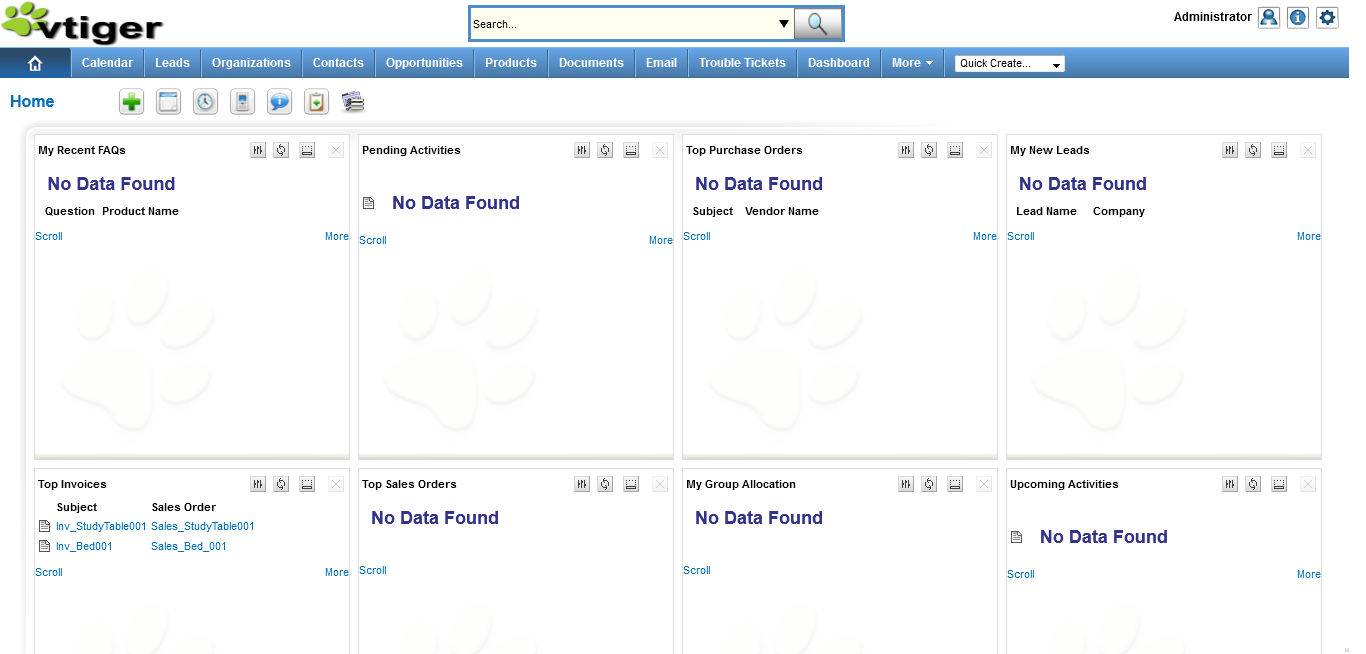 vtiger
Search...
Administrator
Calendar Leads Organizations Contacts Opportunities Products Documents Email Trouble Tickets Dashboard More Quick Create...
Home
My Recent FAQs
No Data Found
Question Product Name
Scroll More
Pending Activities
No Data Found
Scroll More
Top Purchase Orders
No Data Found
Subject Vendor Name
Scroll More
My New Leads
No Data Found
Lead Name Company
Scroll More
Top Invoices
Subject Sales Order
Inv_StudyTable001 Sales_StudyTable001
Inv_Bed001 Sales_Bed_001
Scroll More
Top Sales Orders
No Data Found
Scroll
My Group Allocation
No Data Found
Scroll
Upcoming Activities
No Data Found
Scroll More